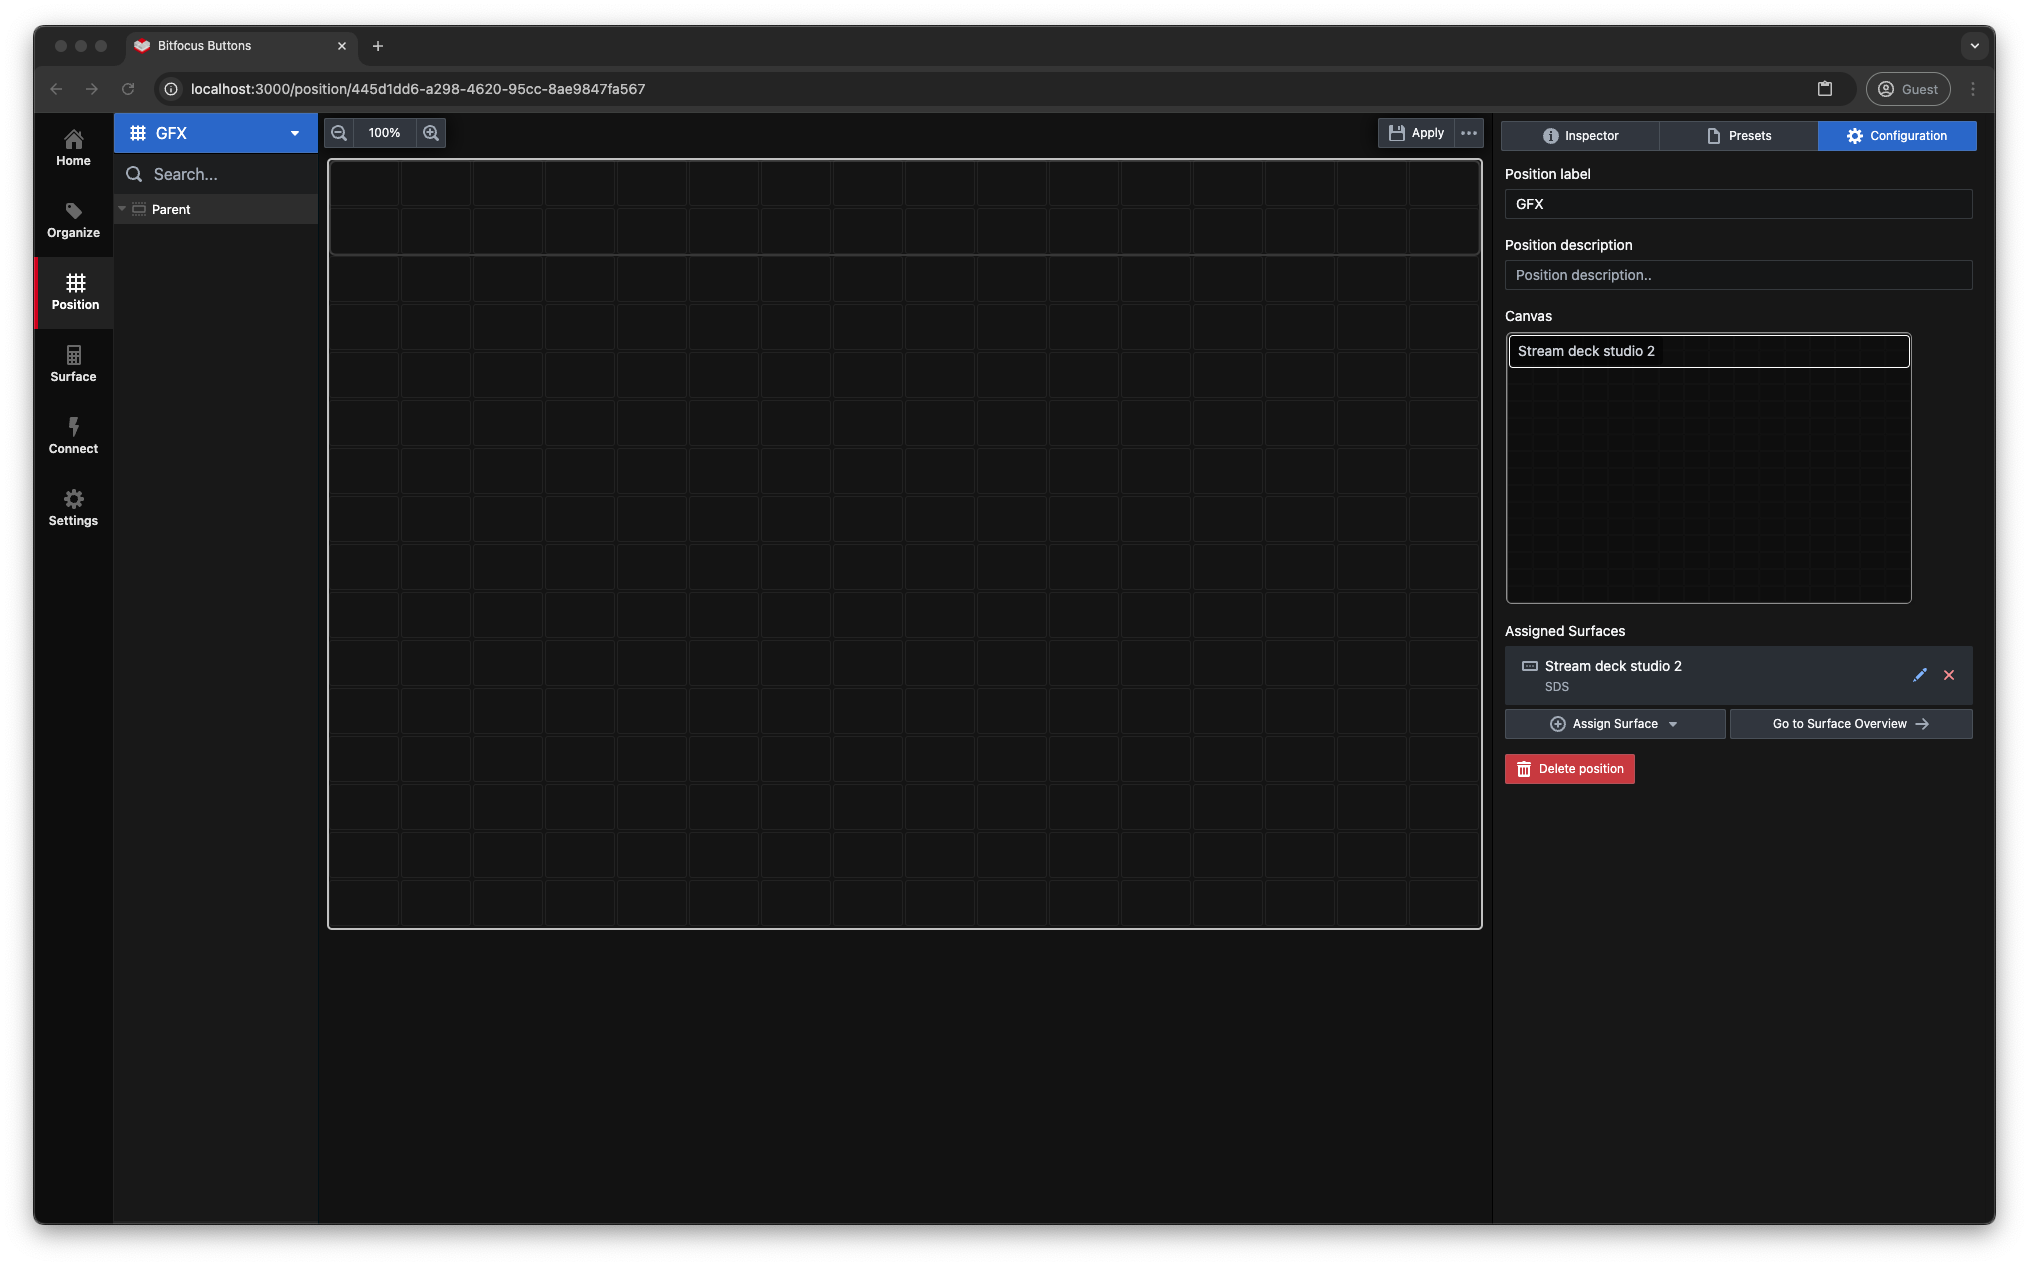 Bitfocus Buttons
localhost:3000/position/445d1dd6-a298-4620-95cc-8ae9847fa567
Guest
Home
Organize
Position
Surface
Connect
Settings
GFX
Search...
Parent
100%
Apply
Inspector
Presets
Configuration
Position label
GFX
Position description
Position description..
Canvas
Stream deck studio 2
Assigned Surfaces
Stream deck studio 2
SDS
Assign Surface
Go to Surface Overview
Delete position